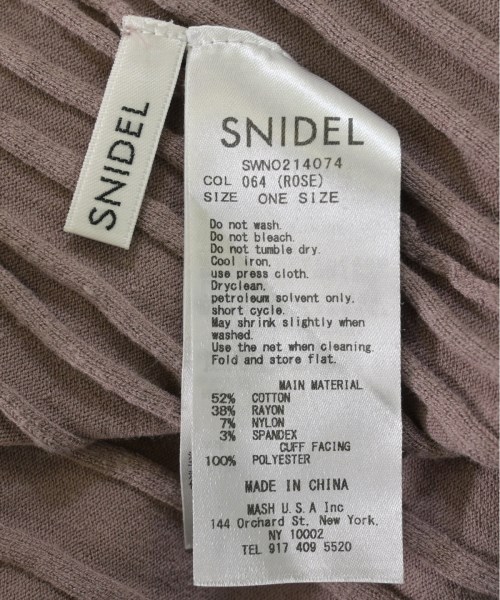 SNIDEL
SNIDEL
SWNO214074
COL 064 (ROSE)
SIZE ONE SIZE
Do not wash.
Do not bleach.
Do not tumble dry.
Cool iron.
use press cloth.
Dryclean.
petroleum solvent only.
short cycle.
May shrink slightly when
washed.
Use the net when cleaning.
Fold and store flat.
MAIN MATERIAL
52% COTTON
38% RAYON
7% NYLON
3% SPANDEX
CUFF FACING
100% POLYESTER
MADE IN CHINA
MASH U.S.A Inc
144 Orchard St. New York.
NY 10002
TEL 917 409 5520